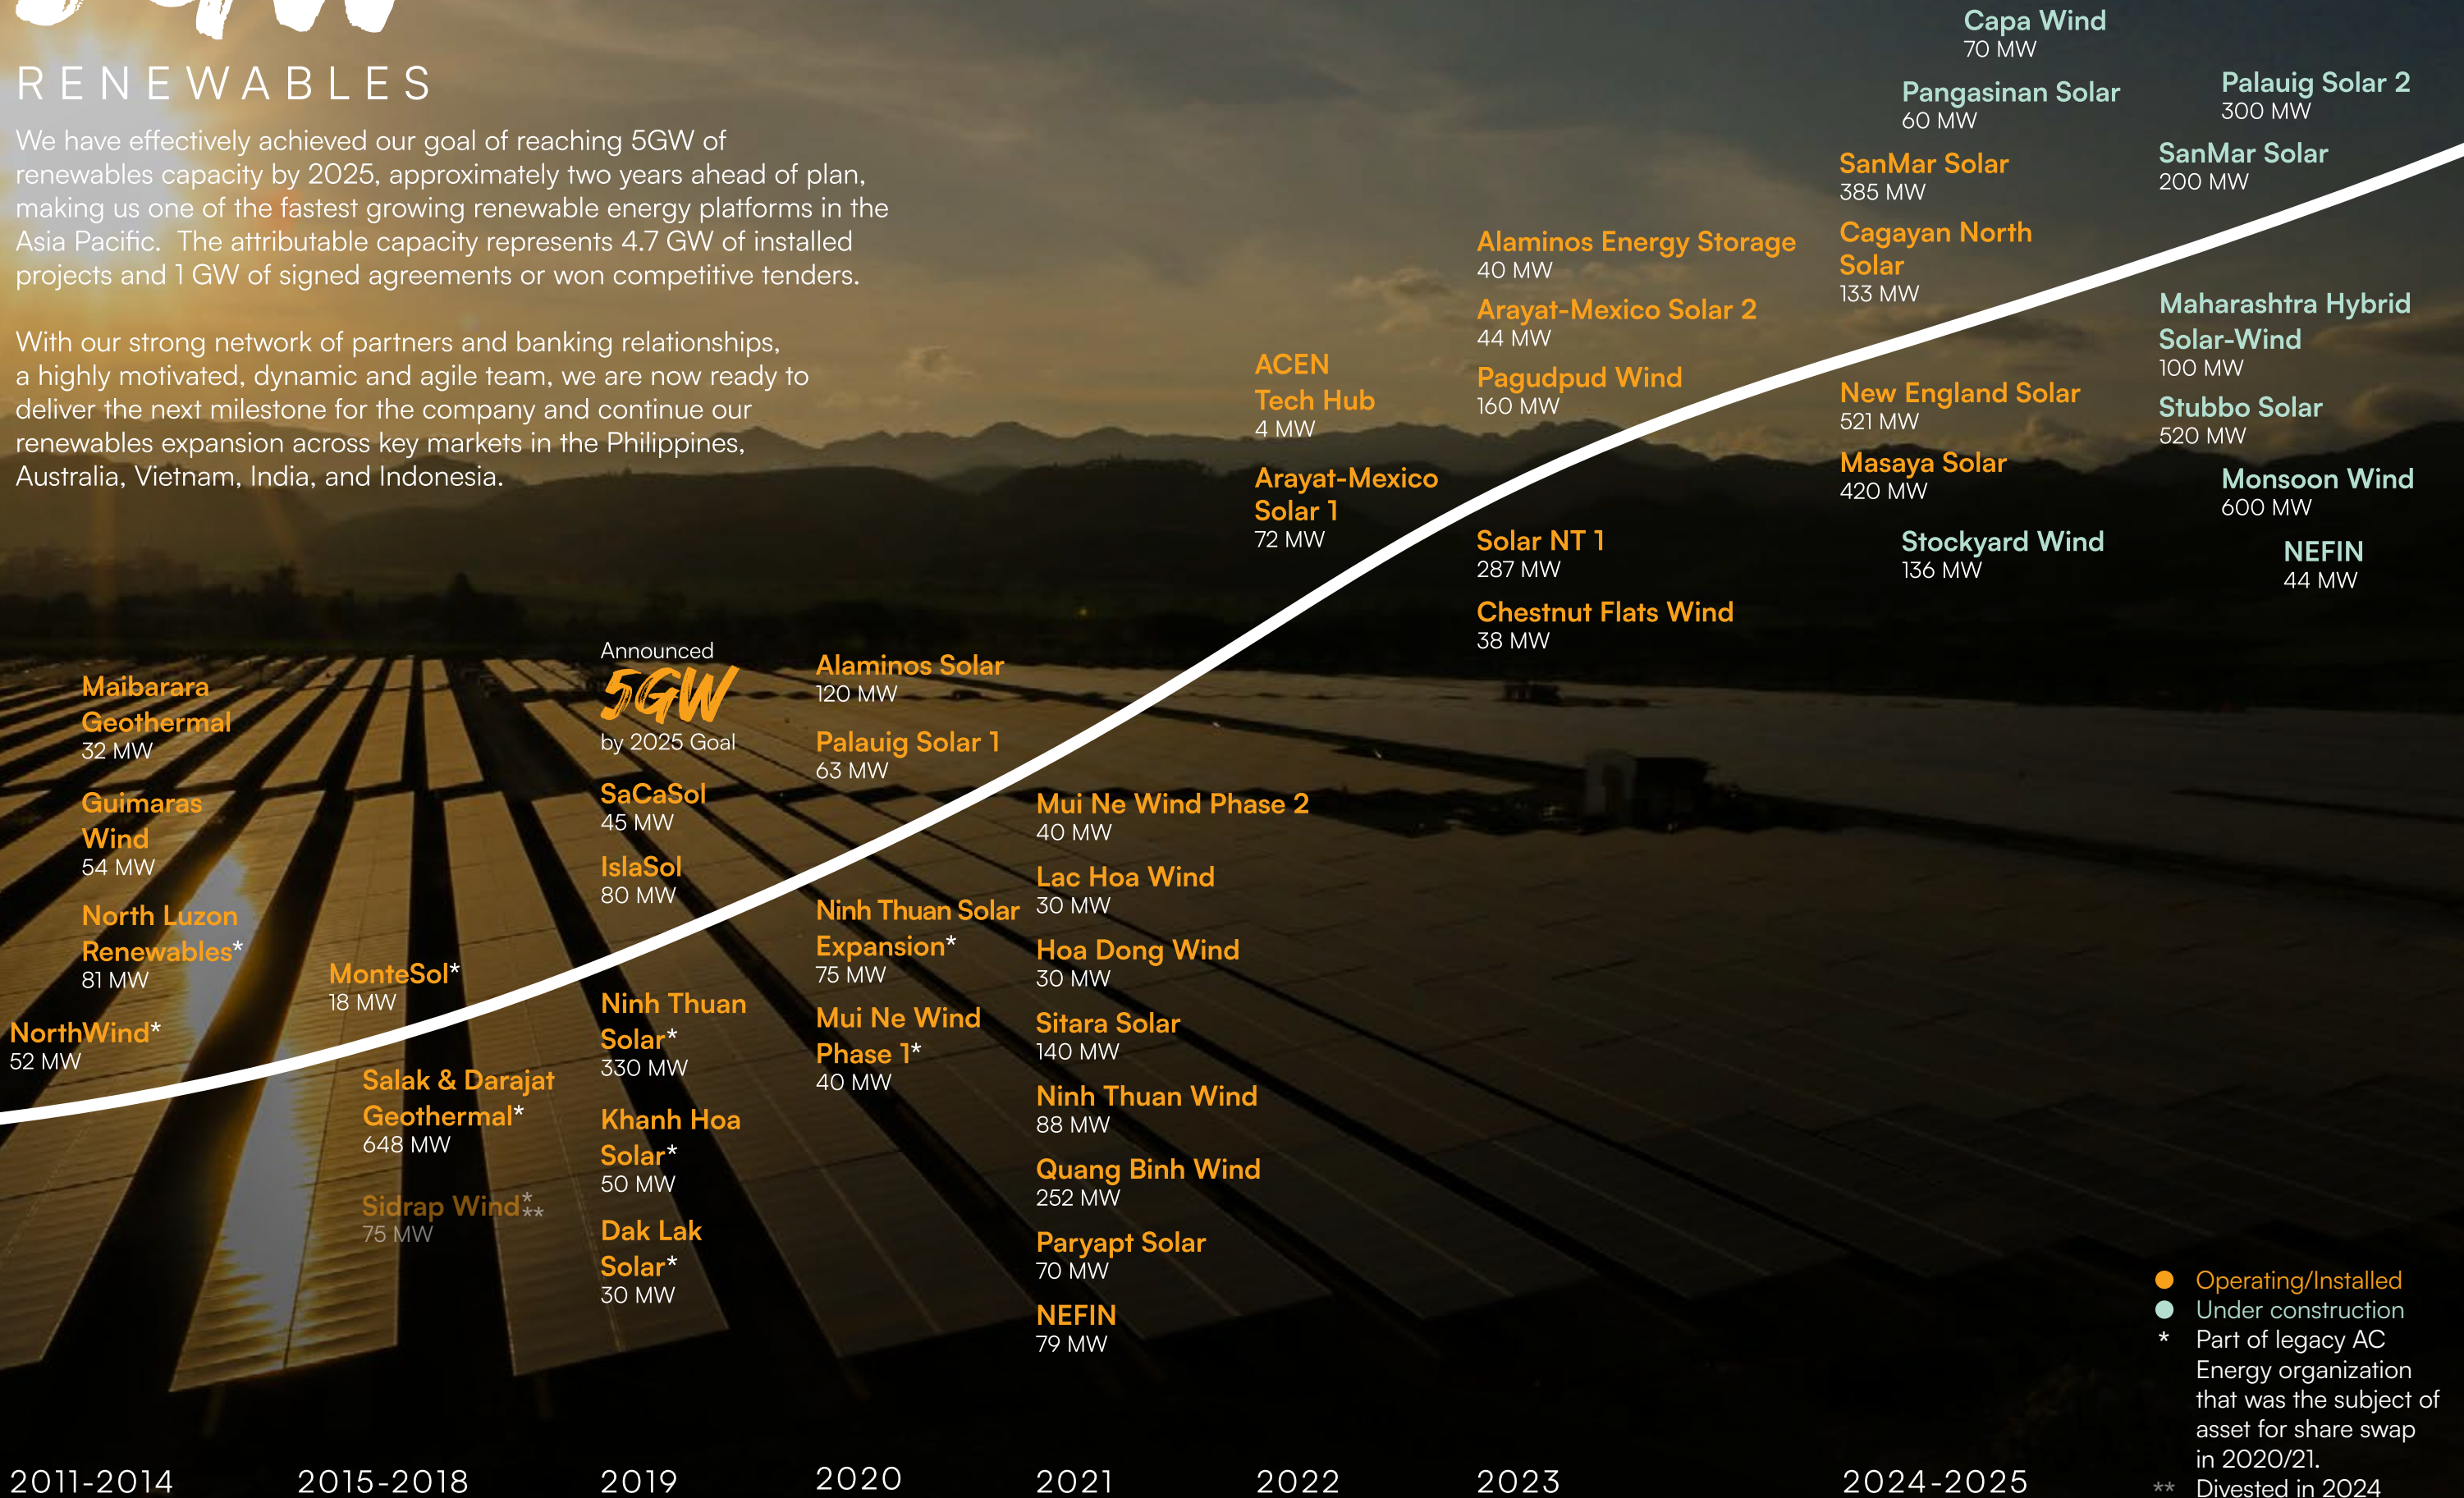 RENEWABLES
We have effectively achieved our goal of reaching 5GW of
renewables capacity by 2025, approximately two years ahead of plan,
making us one of the fastest growing renewable energy platforms in the
Asia Pacific. The attributable capacity represents 4.7 GW of installed
projects and 1 GW of signed agreements or won competitive tenders.
With our strong network of partners and banking relationships,
a highly motivated, dynamic and agile team, we are now ready to
deliver the next milestone for the company and continue our
renewables expansion across key markets in the Philippines,
Australia, Vietnam, India, and Indonesia.
Maibarara
Geothermal
32 MW
Guimaras
Wind
54 MW
North Luzon
Renewables*
81 MW
NorthWind*
52 MW
MonteSol*
18 MW
Salak & Darajat
Geothermal*
648 MW
Sidrap Wind* **
75 MW
Announced
5GW
by 2025 Goal
SaCaSol
45 MW
IslaSol
80 MW
Ninh Thuan
Solar*
330 MW
Khanh Hoa
Solar*
50 MW
Dak Lak
Solar*
30 MW
Alaminos Solar
120 MW
Palauig Solar 1
63 MW
Ninh Thuan Solar
Expansion*
75 MW
Mui Ne Wind
Phase 1*
40 MW
Mui Ne Wind Phase 2
40 MW
Lac Hoa Wind
30 MW
Hoa Dong Wind
30 MW
Sitara Solar
140 MW
Ninh Thuan Wind
88 MW
Quang Binh Wind
252 MW
Paryapt Solar
70 MW
NEFIN
79 MW
ACEN
Tech Hub
4 MW
Arayat-Mexico
Solar 1
72 MW
Alaminos Energy Storage
40 MW
Arayat-Mexico Solar 2
44 MW
Pagudpud Wind
160 MW
Solar NT 1
287 MW
Chestnut Flats Wind
38 MW
Capa Wind
70 MW
Pangasinan Solar
60 MW
SanMar Solar
385 MW
Cagayan North
Solar
133 MW
New England Solar
521 MW
Masaya Solar
420 MW
Stockyard Wind
136 MW
Palauig Solar 2
300 MW
SanMar Solar
200 MW
Maharashtra Hybrid
Solar-Wind
100 MW
Stubbo Solar
520 MW
Monsoon Wind
600 MW
NEFIN
44 MW
Operating/Installed
Under construction
* Part of legacy AC
Energy organization
that was the subject of
asset for share swap
in 2020/21.
** Divested in 2024
2011-2014
2015-2018
2019
2020
2021
2022
2023
2024-2025